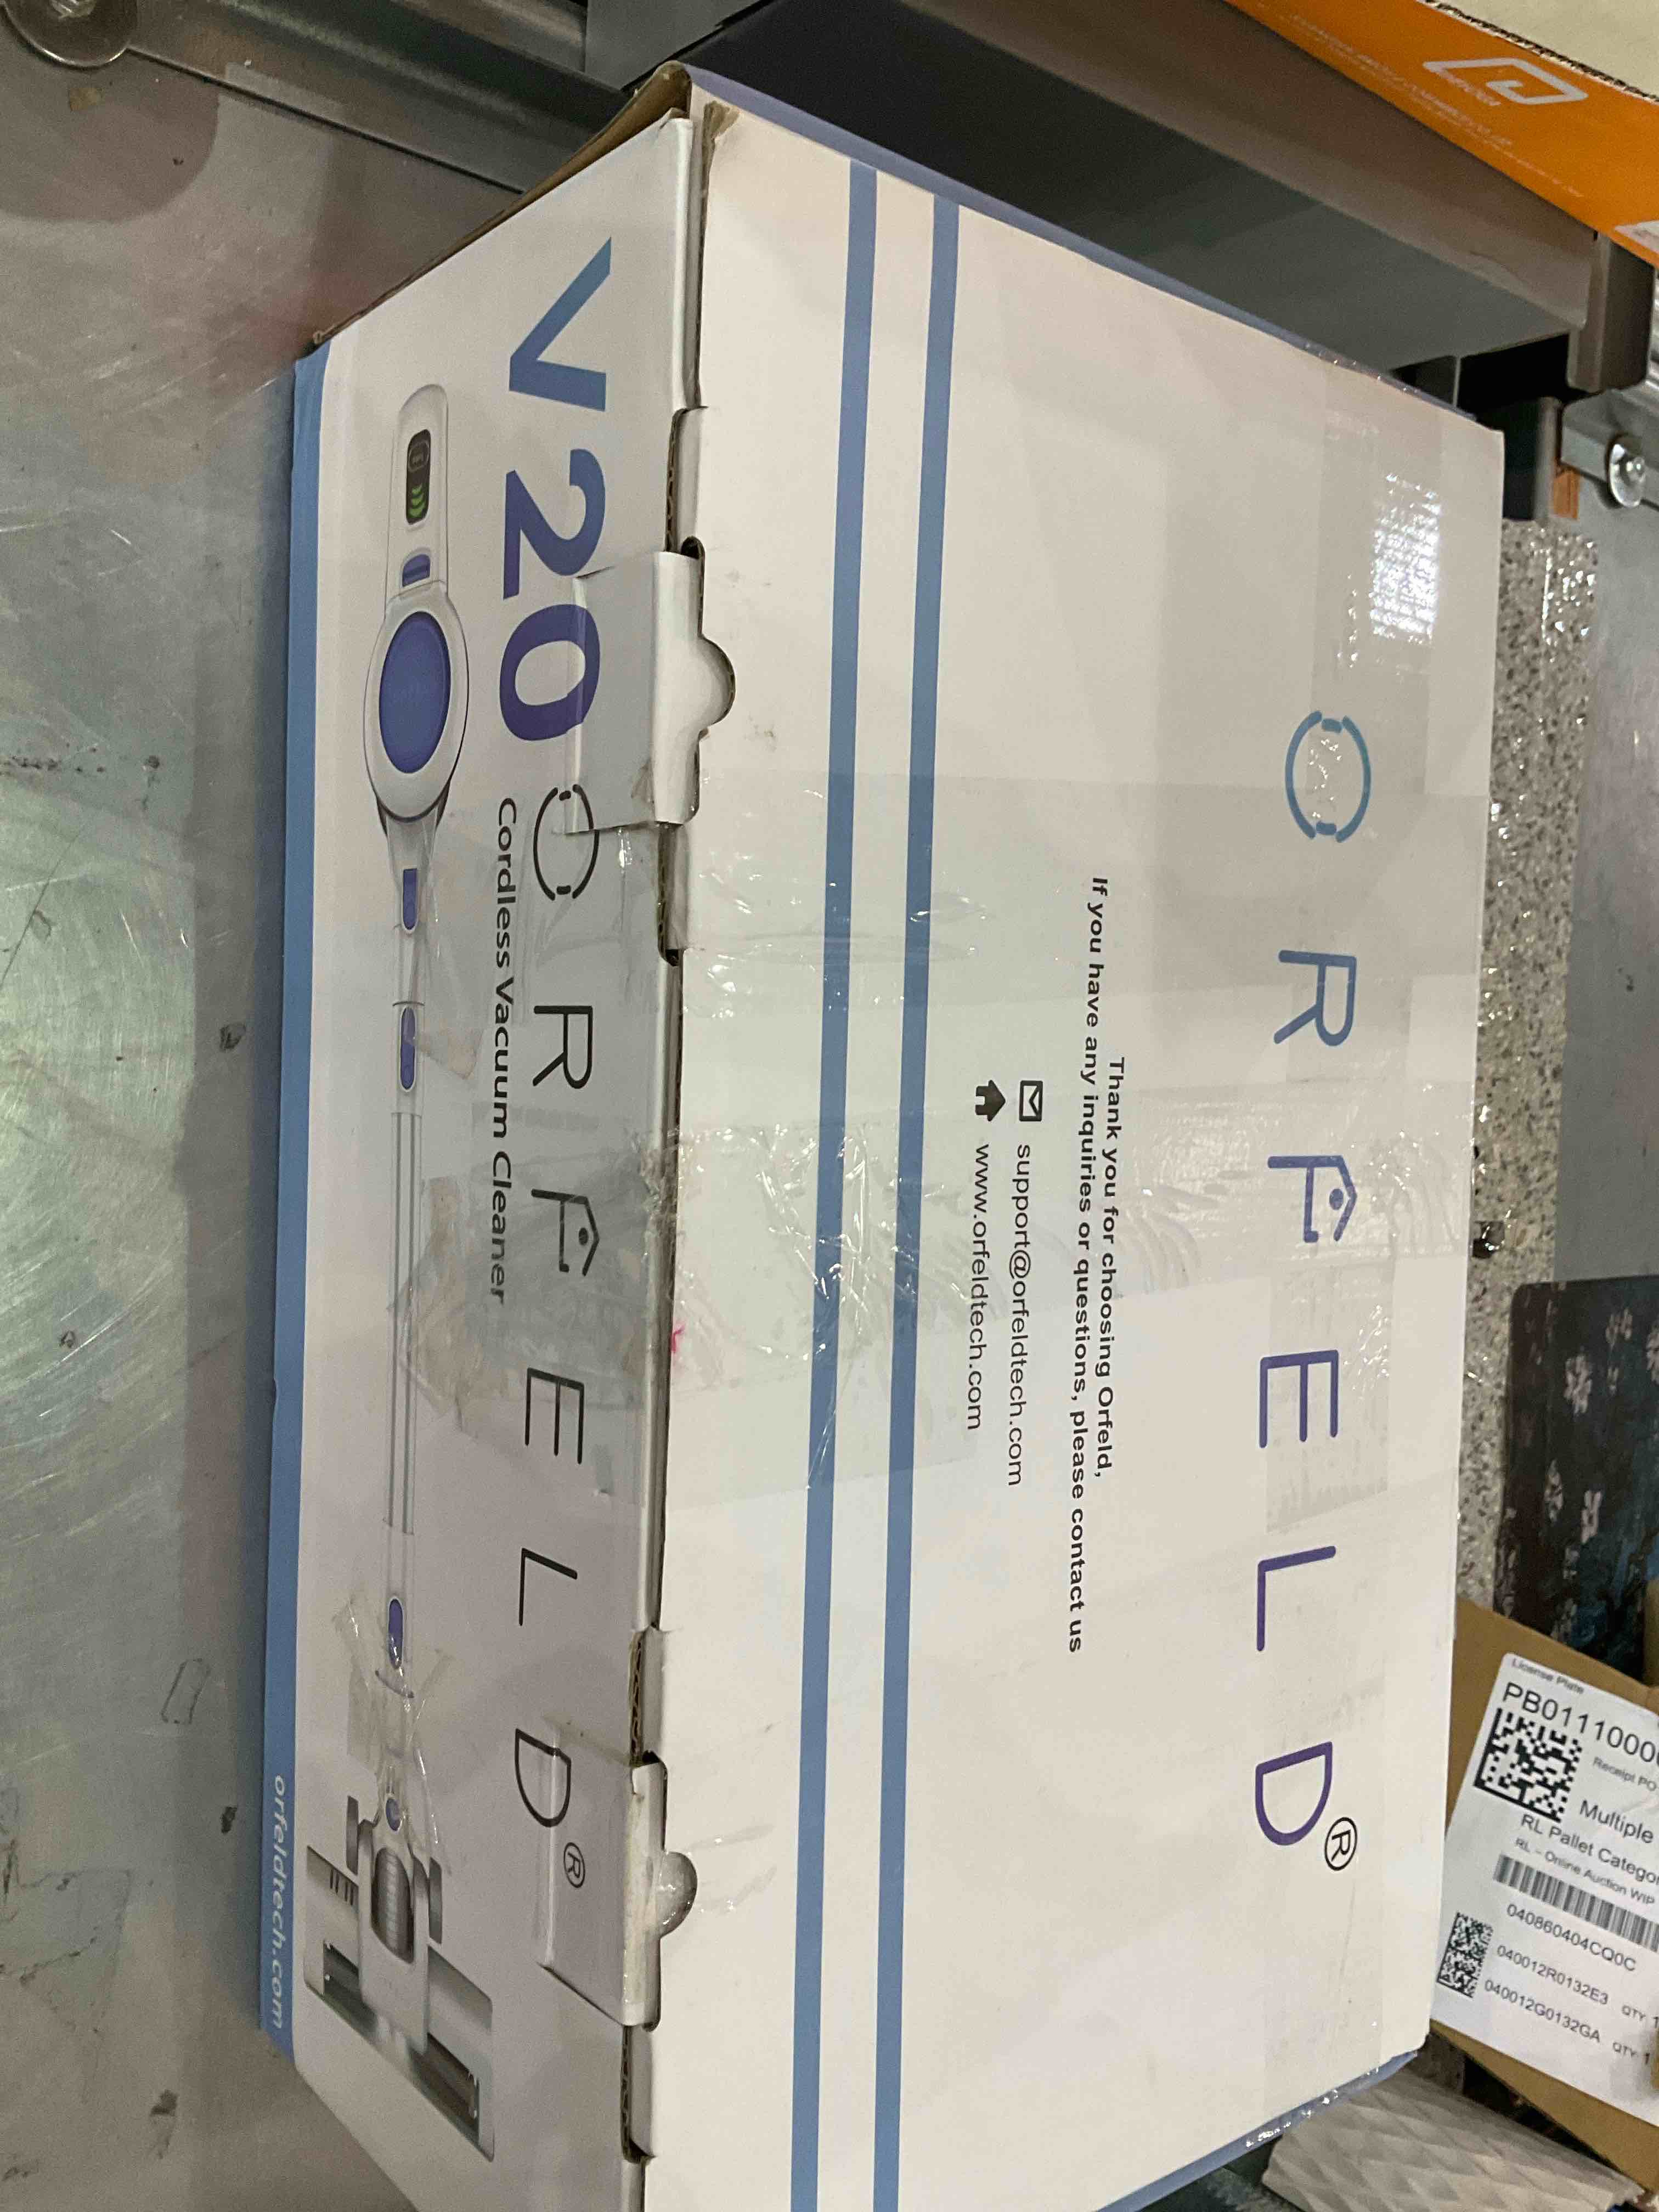 ORFELD®
Thank you for choosing Orfeld,
If you have any inquiries or questions, please contact us
support@orfeldtech.com
www.orfeldtech.com
V20 ORFELD®
Cordless Vacuum Cleaner
orfeldtech.com
License Plate
PB0111000
Receipt PO
Multiple
RL Pallet
RL - Online Auction WIP
040860404CQ0C
040012R0132E3 QTY 1
040012G0132GA QTY 1